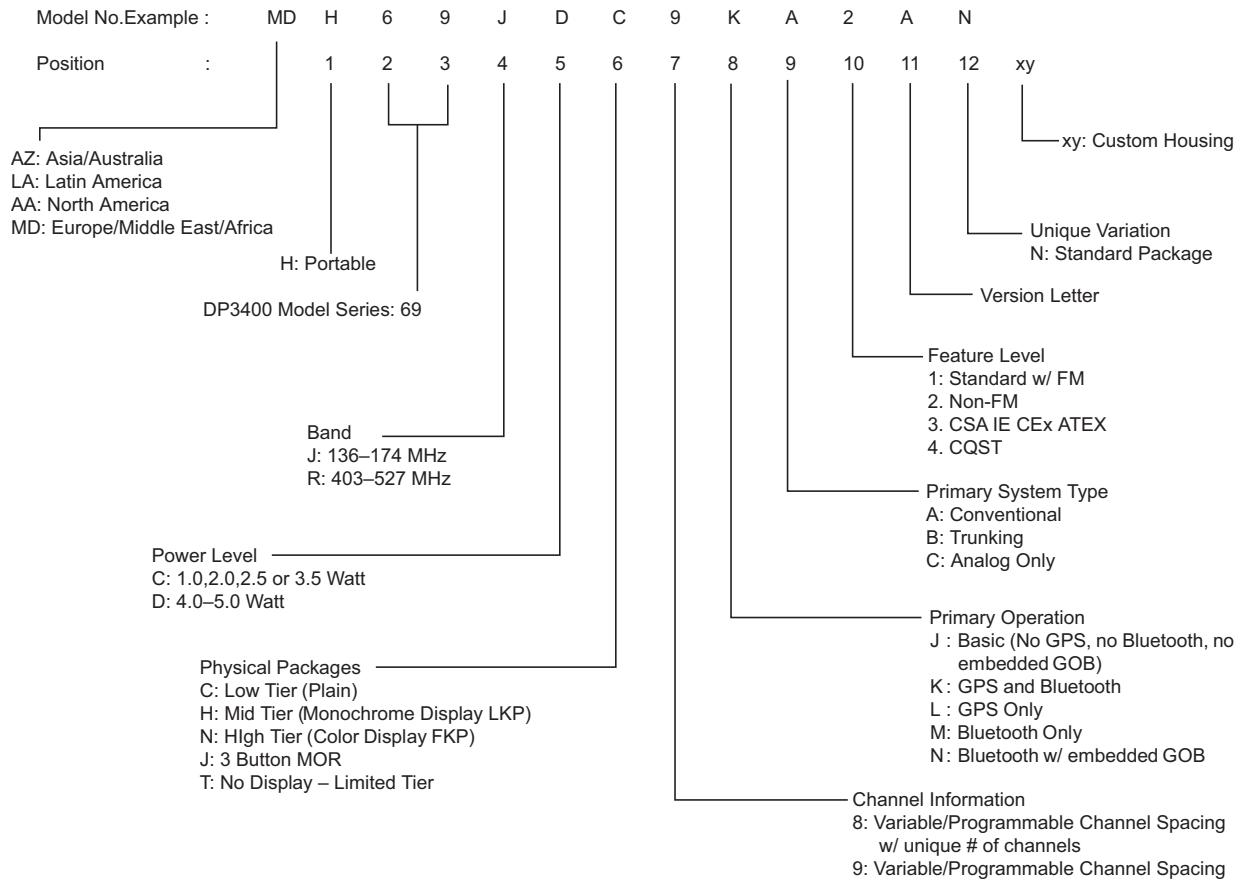 Model No.Example : MD H 6 9 J D C 9 K A 2 A N
Position : 1 2 3 4 5 6 7 8 9 10 11 12 xy
xy: Custom Housing
AZ: Asia/Australia
LA: Latin America
AA: North America
MD: Europe/Middle East/Africa
Unique Variation
N: Standard Package
H: Portable
Version Letter
DP3400 Model Series: 69
Feature Level
1: Standard w/ FM
2. Non-FM
3. CSA IE CEx ATEX
4. CQST
Band
J: 136–174 MHz
R: 403–527 MHz
Primary System Type
A: Conventional
B: Trunking
C: Analog Only
Power Level
C: 1.0,2.0,2.5 or 3.5 Watt
D: 4.0–5.0 Watt
Primary Operation
J : Basic (No GPS, no Bluetooth, no
embedded GOB)
K : GPS and Bluetooth
L : GPS Only
M: Bluetooth Only
N : Bluetooth w/ embedded GOB
Physical Packages
C: Low Tier (Plain)
H: Mid Tier (Monochrome Display LKP)
N: HIgh Tier (Color Display FKP)
J: 3 Button MOR
T: No Display – Limited Tier
Channel Information
8: Variable/Programmable Channel Spacing
w/ unique # of channels
9: Variable/Programmable Channel Spacing